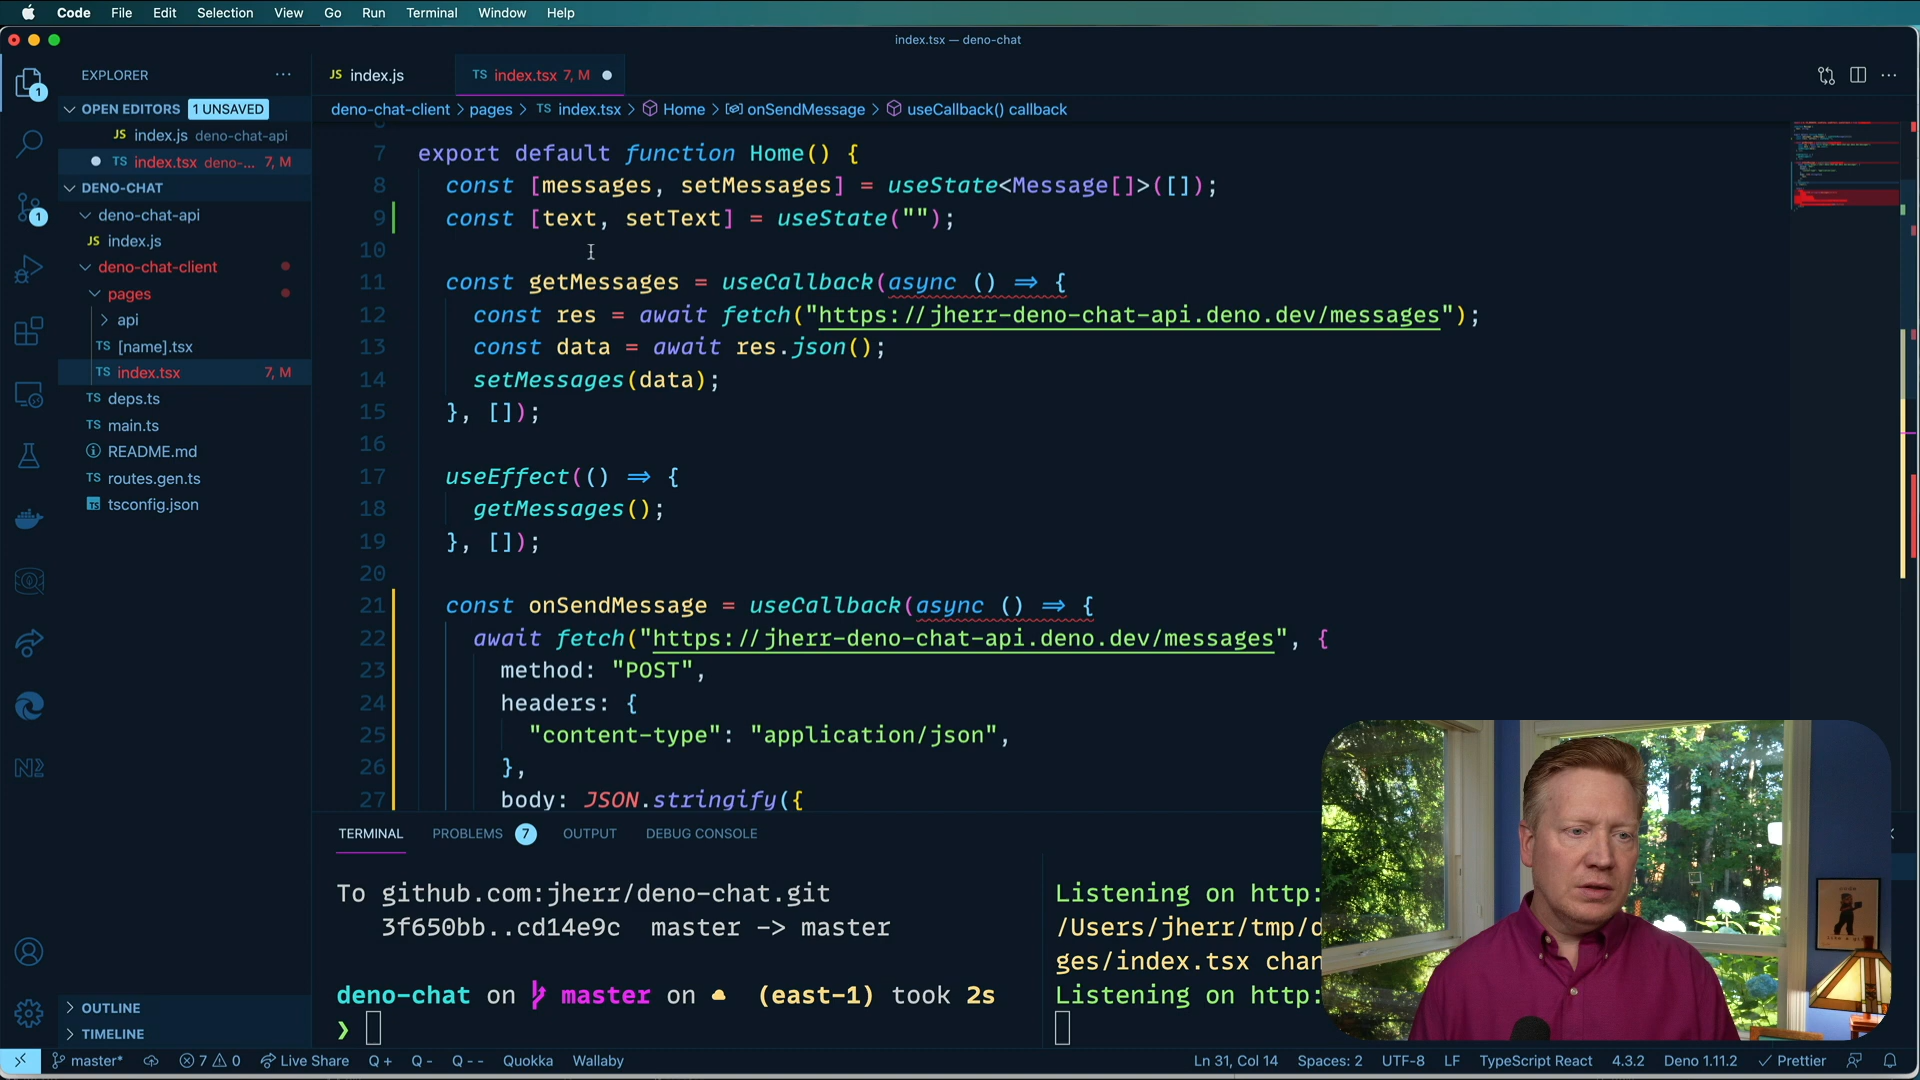 Code File Edit Selection View Go Run Terminal Window Help
index.tsx — deno-chat
EXPLORER
JS index.js
TS index.tsx 7, M
OPEN EDITORS 1 UNSAVED
JS index.js deno-chat-api
TS index.tsx deno-... 7, M
DENO-CHAT
deno-chat-api
JS index.js
deno-chat-client
pages
api
TS [name].tsx
TS index.tsx 7, M
TS deps.ts
TS main.ts
README.md
TS routes.gen.ts
tsconfig.json
OUTLINE
TIMELINE
1
1
deno-chat-client > pages > TS index.tsx > Home > onSendMessage > useCallback() callback
7 export default function Home() {
8 const [messages, setMessages] = useState<Message[]>([]);
9 const [text, setText] = useState("");
10
11 const getMessages = useCallback(async () => {
12 const res = await fetch("https://jherr-deno-chat-api.deno.dev/messages");
13 const data = await res.json();
14 setMessages(data);
15 }, []);
16
17 useEffect(() => {
18 getMessages();
19 }, []);
20
21 const onSendMessage = useCallback(async () => {
22 await fetch("https://jherr-deno-chat-api.deno.dev/messages", {
23 method: "POST",
24 headers: {
25 "content-type": "application/json",
26 },
27 body: JSON.stringify({
TERMINAL PROBLEMS 7 OUTPUT DEBUG CONSOLE
To github.com:jherr/deno-chat.git
3f650bb..cd14e9c master -> master
deno-chat on master on (east-1) took 2s
❯
Listening on http:
/Users/jherr/tmp/d
ges/index.tsx chan
Listening on http:
master* 7 0 Live Share Q + Q - Q - - Quokka Wallaby
Ln 31, Col 14 Spaces: 2 UTF-8 LF TypeScript React 4.3.2 Deno 1.11.2 Prettier